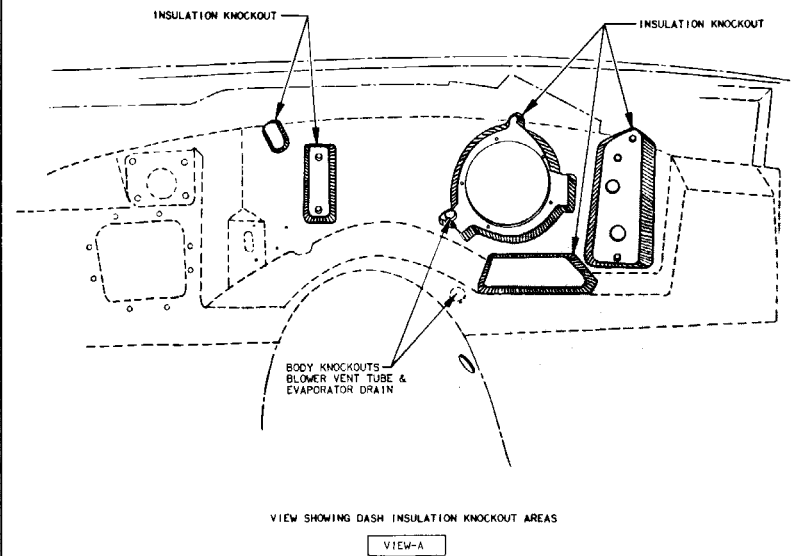 INSULATION KNOCKOUT
INSULATION KNOCKOUT
BODY KNOCKOUTS
BLOWER VENT TUBE &
EVAPORATOR DRAIN
VIEW SHOWING DASH INSULATION KNOCKOUT AREAS
VIEW-A